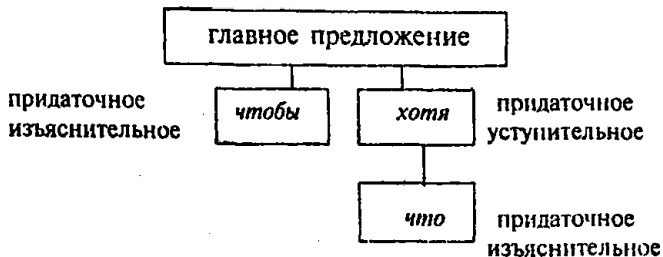 главное предложение
придаточное
изъяснительное
чтобы
хотя
придаточное
уступительное
что
придаточное
изъяснительное